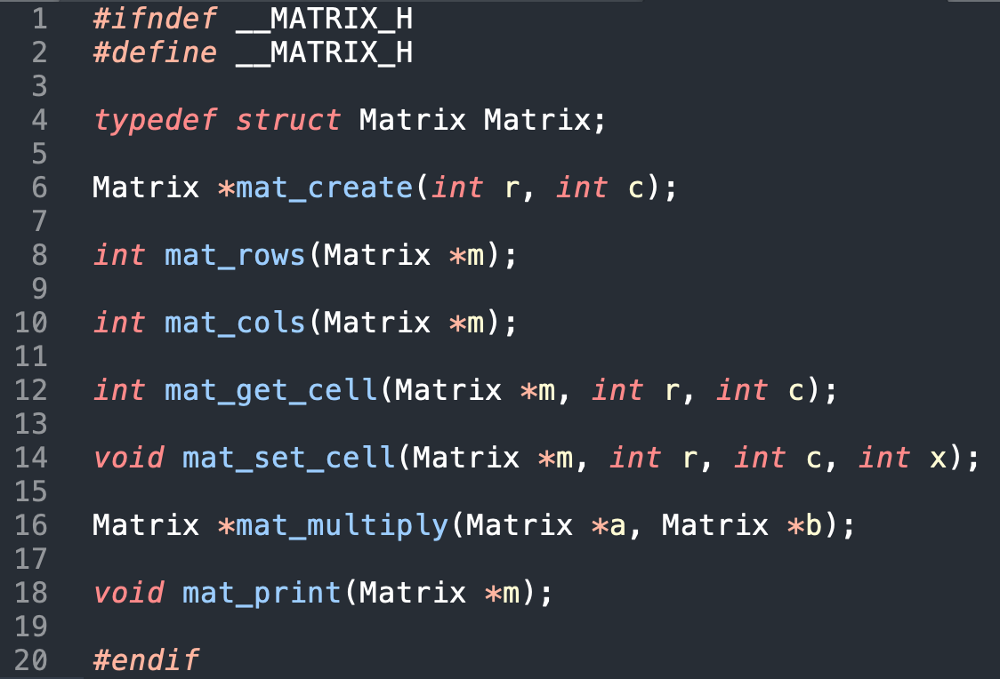 1 #ifndef __MATRIX_H
2 #define __MATRIX_H
3
4 typedef struct Matrix Matrix;
5
6 Matrix *mat_create(int r, int c);
7
8 int mat_rows(Matrix *m);
9
10 int mat_cols(Matrix *m);
11
12 int mat_get_cell(Matrix *m, int r, int c);
13
14 void mat_set_cell(Matrix *m, int r, int c, int x);
15
16 Matrix *mat_multiply(Matrix *a, Matrix *b);
17
18 void mat_print(Matrix *m);
19
20 #endif